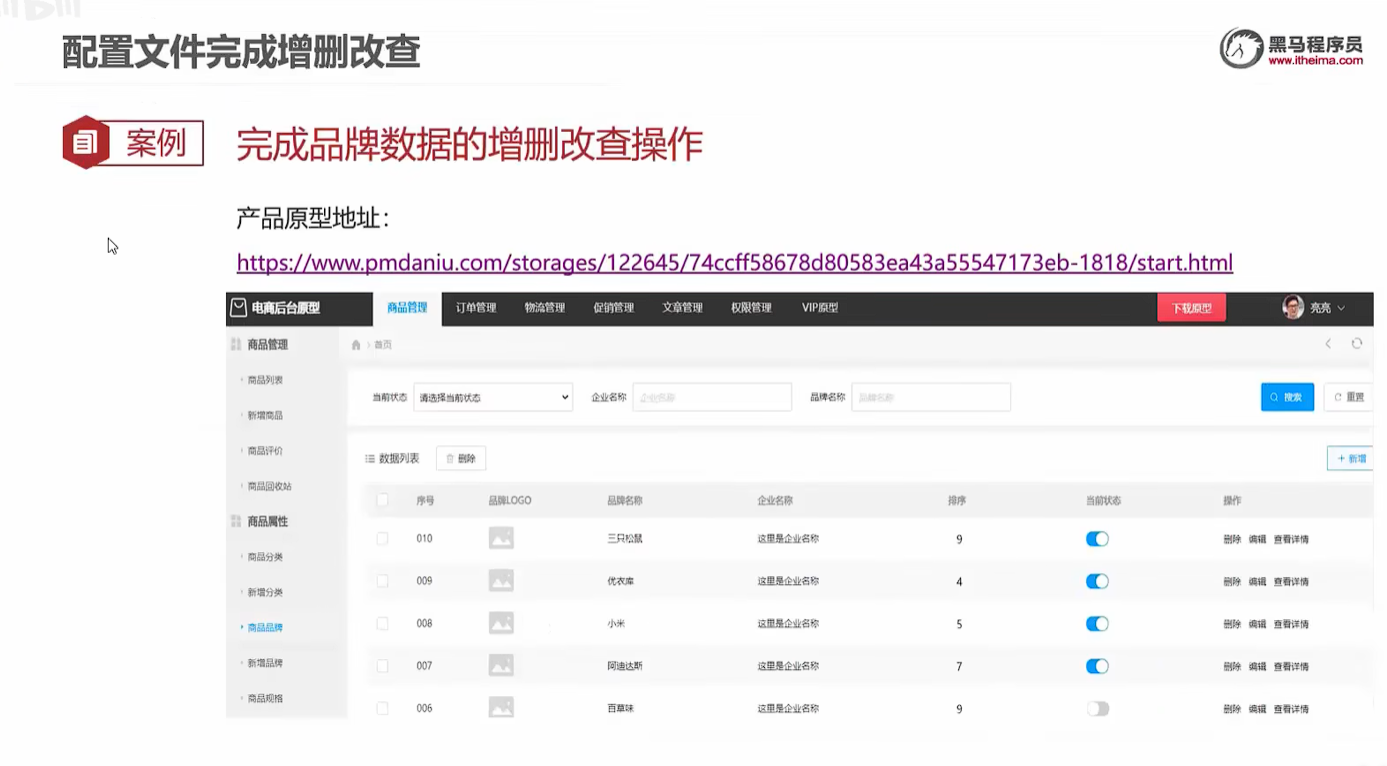 配置文件完成增删改查
黑马程序员
www.itheima.com
案例
完成品牌数据的增删改查操作
产品原型地址：
https://www.pmdaniu.com/storages/122645/74ccff58678d80583ea43a55547173eb-1818/start.html
电商后台原型 商品管理 订单管理 物流管理 促销管理 文章管理 权限管理 VIP原型 下载原型 亮亮
商品管理
首页
商品列表
当前状态 请选择当前状态 企业名称 企业名称 品牌名称 品牌名称 搜索 重置
新增商品
商品评价
数据列表 删除 + 新增
商品回收站
序号 品牌LOGO 品牌名称 企业名称 排序 当前状态 操作
商品属性
010 三只松鼠 这里是企业名称 9 删除 编辑 查看详情
商品分类
009 优衣库 这里是企业名称 4 删除 编辑 查看详情
新增分类
008 小米 这里是企业名称 5 删除 编辑 查看详情
商品品牌
新增品牌
007 阿迪达斯 这里是企业名称 7 删除 编辑 查看详情
商品规格
006 百草味 这里是企业名称 9 删除 编辑 查看详情